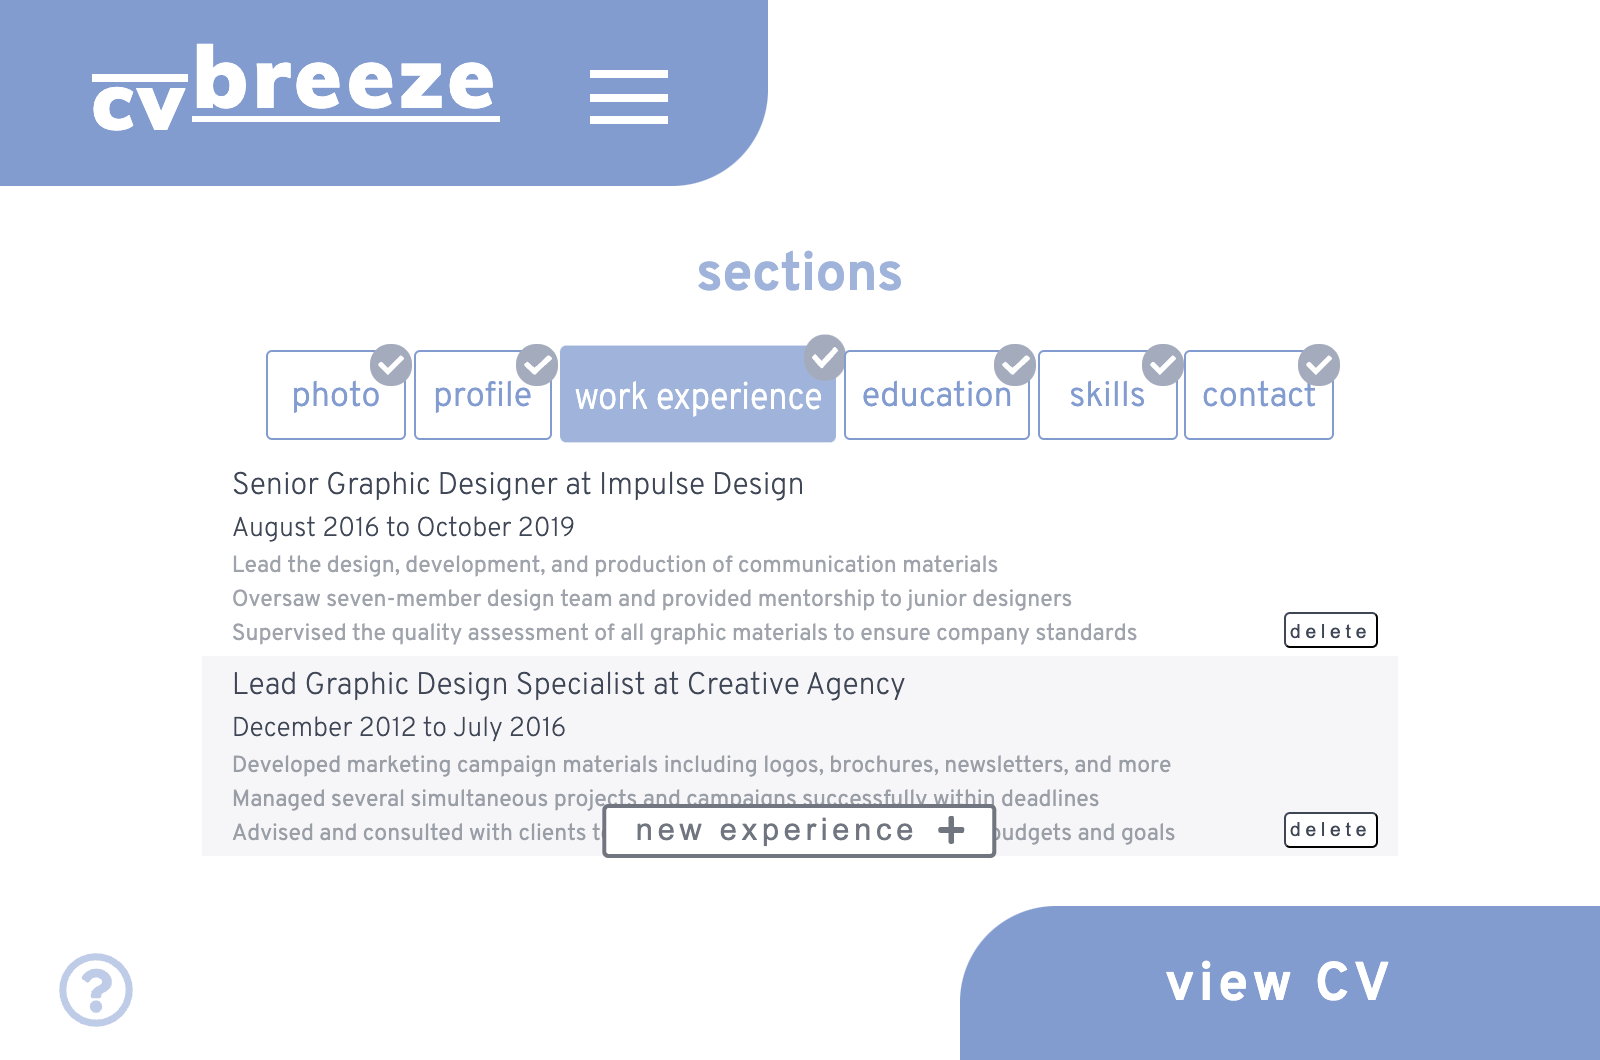 cv breeze
sections
photo
profile
work experience
education
skills
contact
Senior Graphic Designer at Impulse Design
August 2016 to October 2019
Lead the design, development, and production of communication materials
Oversaw seven-member design team and provided mentorship to junior designers
Supervised the quality assessment of all graphic materials to ensure company standards
delete
Lead Graphic Design Specialist at Creative Agency
December 2012 to July 2016
Developed marketing campaign materials including logos, brochures, newsletters, and more
Managed several simultaneous projects and campaigns successfully within deadlines
Advised and consulted with clients budgets and goals
new experience +
delete
? view CV